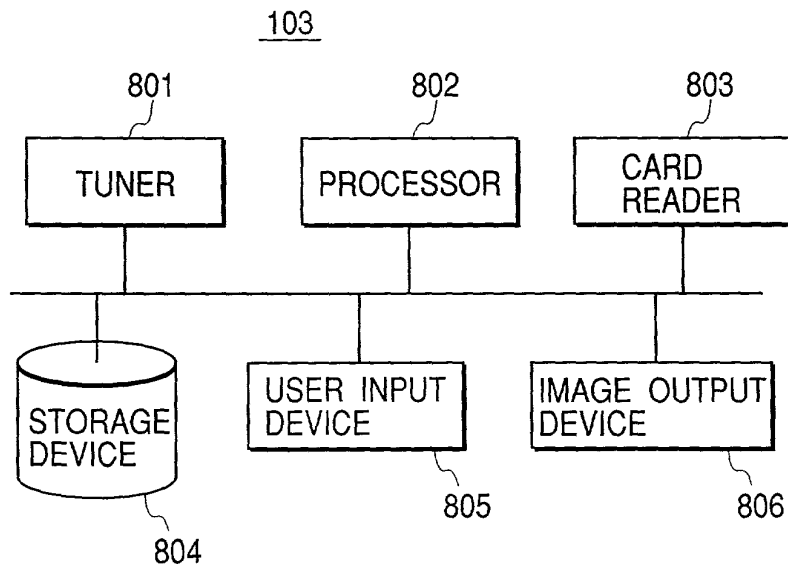 103
801
802
803
TUNER
PROCESSOR
CARD
READER
STORAGE
DEVICE
USER INPUT
DEVICE
IMAGE OUTPUT
DEVICE
804
805
806